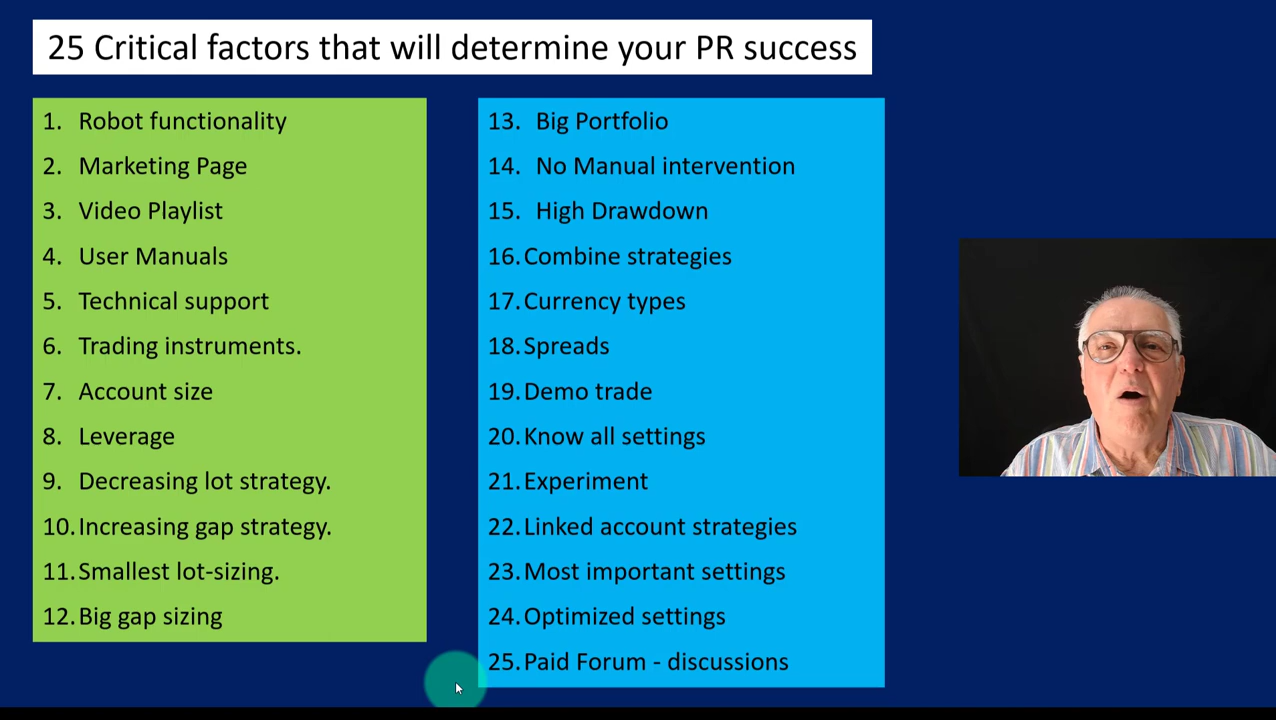 25 Critical factors that will determine your PR success
1. Robot functionality
2. Marketing Page
3. Video Playlist
4. User Manuals
5. Technical support
6. Trading instruments.
7. Account size
8. Leverage
9. Decreasing lot strategy.
10. Increasing gap strategy.
11. Smallest lot-sizing.
12. Big gap sizing
13. Big Portfolio
14. No Manual intervention
15. High Drawdown
16. Combine strategies
17. Currency types
18. Spreads
19. Demo trade
20. Know all settings
21. Experiment
22. Linked account strategies
23. Most important settings
24. Optimized settings
25. Paid Forum - discussions